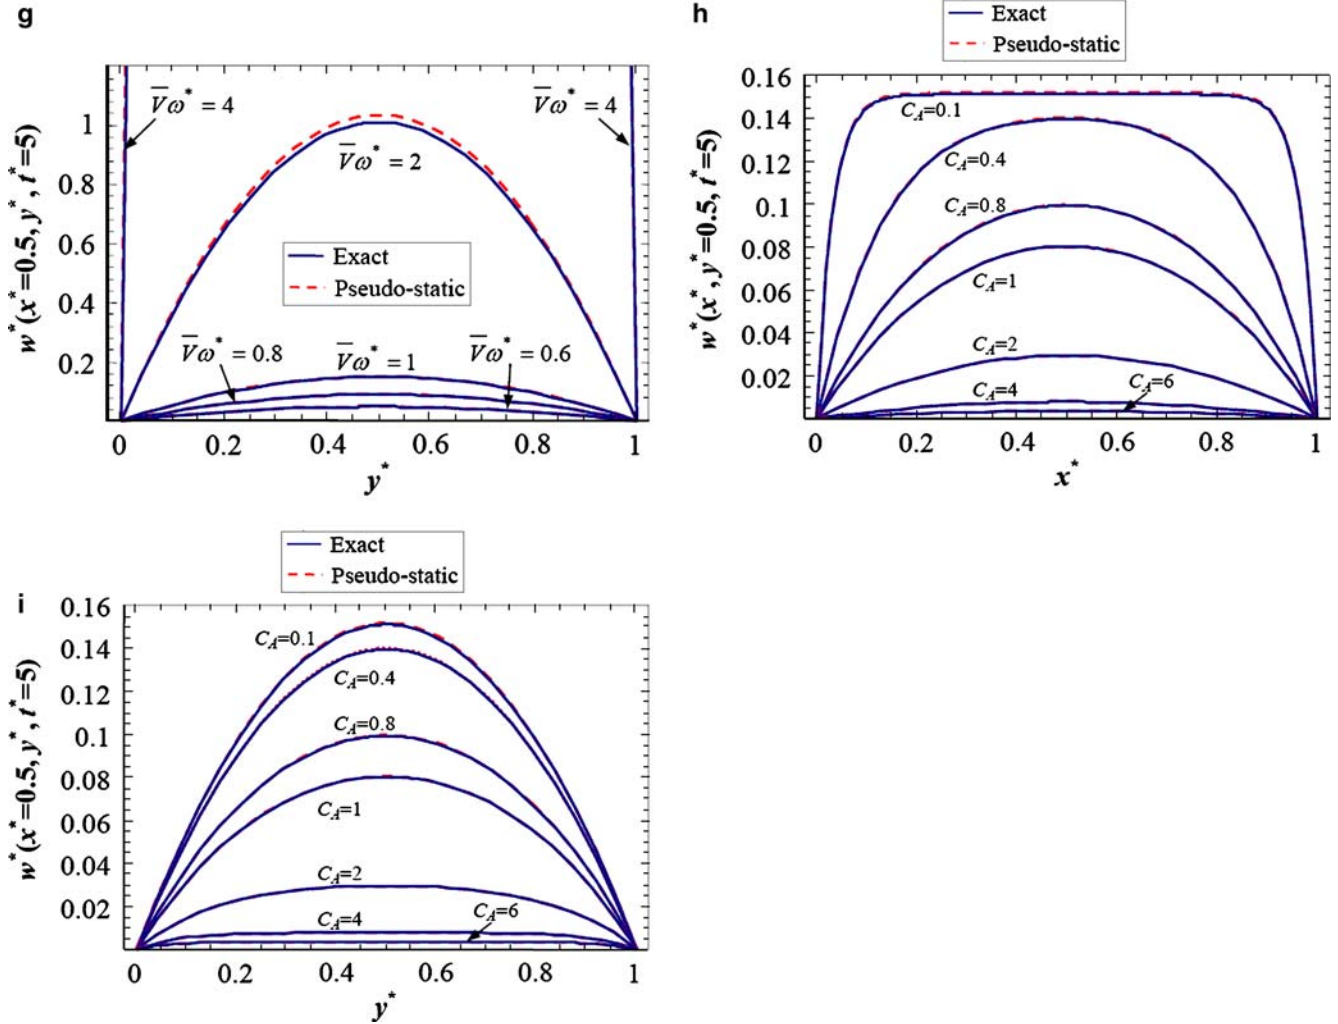 g
Exact
Pseudo-static
V̅ω* = 4
V̅ω* = 4
V̅ω* = 2
Exact
Pseudo-static
V̅ω* = 0.8
V̅ω* = 1
V̅ω* = 0.6
w*(x*=0.5, y*, t*=5)
1
0.8
0.6
0.4
0.2
0 0.2 0.4 0.6 0.8 1
y*
h
C_A=0.1
C_A=0.4
C_A=0.8
C_A=1
C_A=2
C_A=4
C_A=6
w*(x*, y*=0.5, t*=5)
0.16
0.14
0.12
0.1
0.08
0.06
0.04
0.02
0 0.2 0.4 0.6 0.8 1
x*
i
Exact
Pseudo-static
C_A=0.1
C_A=0.4
C_A=0.8
C_A=1
C_A=2
C_A=4
C_A=6
w*(x*=0.5, y*, t*=5)
0.16
0.14
0.12
0.1
0.08
0.06
0.04
0.02
0 0.2 0.4 0.6 0.8 1
y*